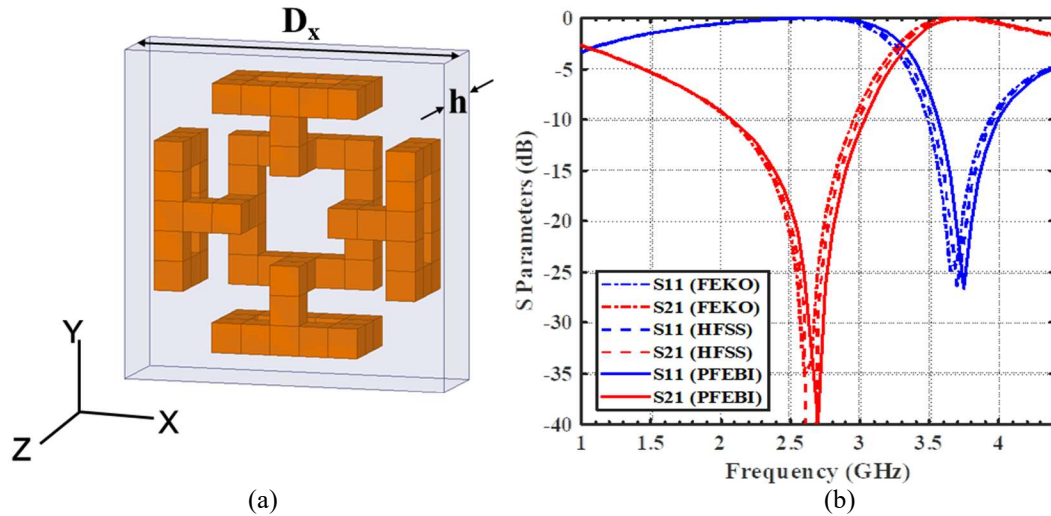 Dx
h
Y
X
Z
(a)
S Parameters (dB)
0
-5
-10
-15
-20
-25
-30
-35
-40
S11 (FEKO)
S21 (FEKO)
S11 (HFSS)
S21 (HFSS)
S11 (PFEBI)
S21 (PFEBI)
1 1.5 2 2.5 3 3.5 4
Frequency (GHz)
(b)